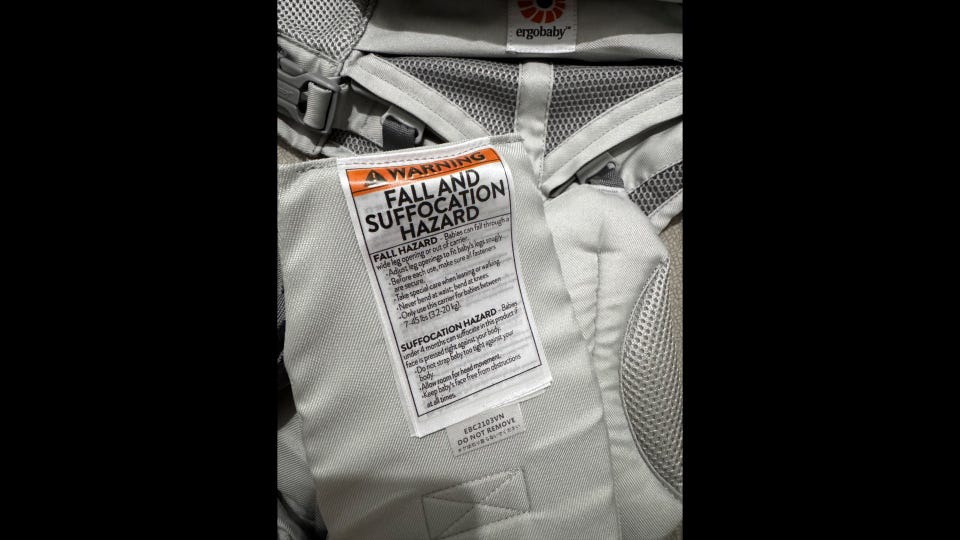 ergobaby™
WARNING
FALL AND
SUFFOCATION
HAZARD
FALL HAZARD - Babies can fall through a
wide leg opening or out of carrier.
-Adjust leg openings to fit baby's legs snugly.
-Before each use, make sure all fasteners
are secure.
-Take special care when leaning or walking.
-Never bend at waist; bend at knees.
-Only use this carrier for babies between
7-45 lbs (3.2-20 kg).
SUFFOCATION HAZARD - Babies
under 4 months can suffocate in this product if
face is pressed tight against your body.
-Do not strap baby too tight against your
body.
-Allow room for head movement.
-Keep baby's face free from obstructions
at all times.
EBC2103VN
DO NOT REMOVE